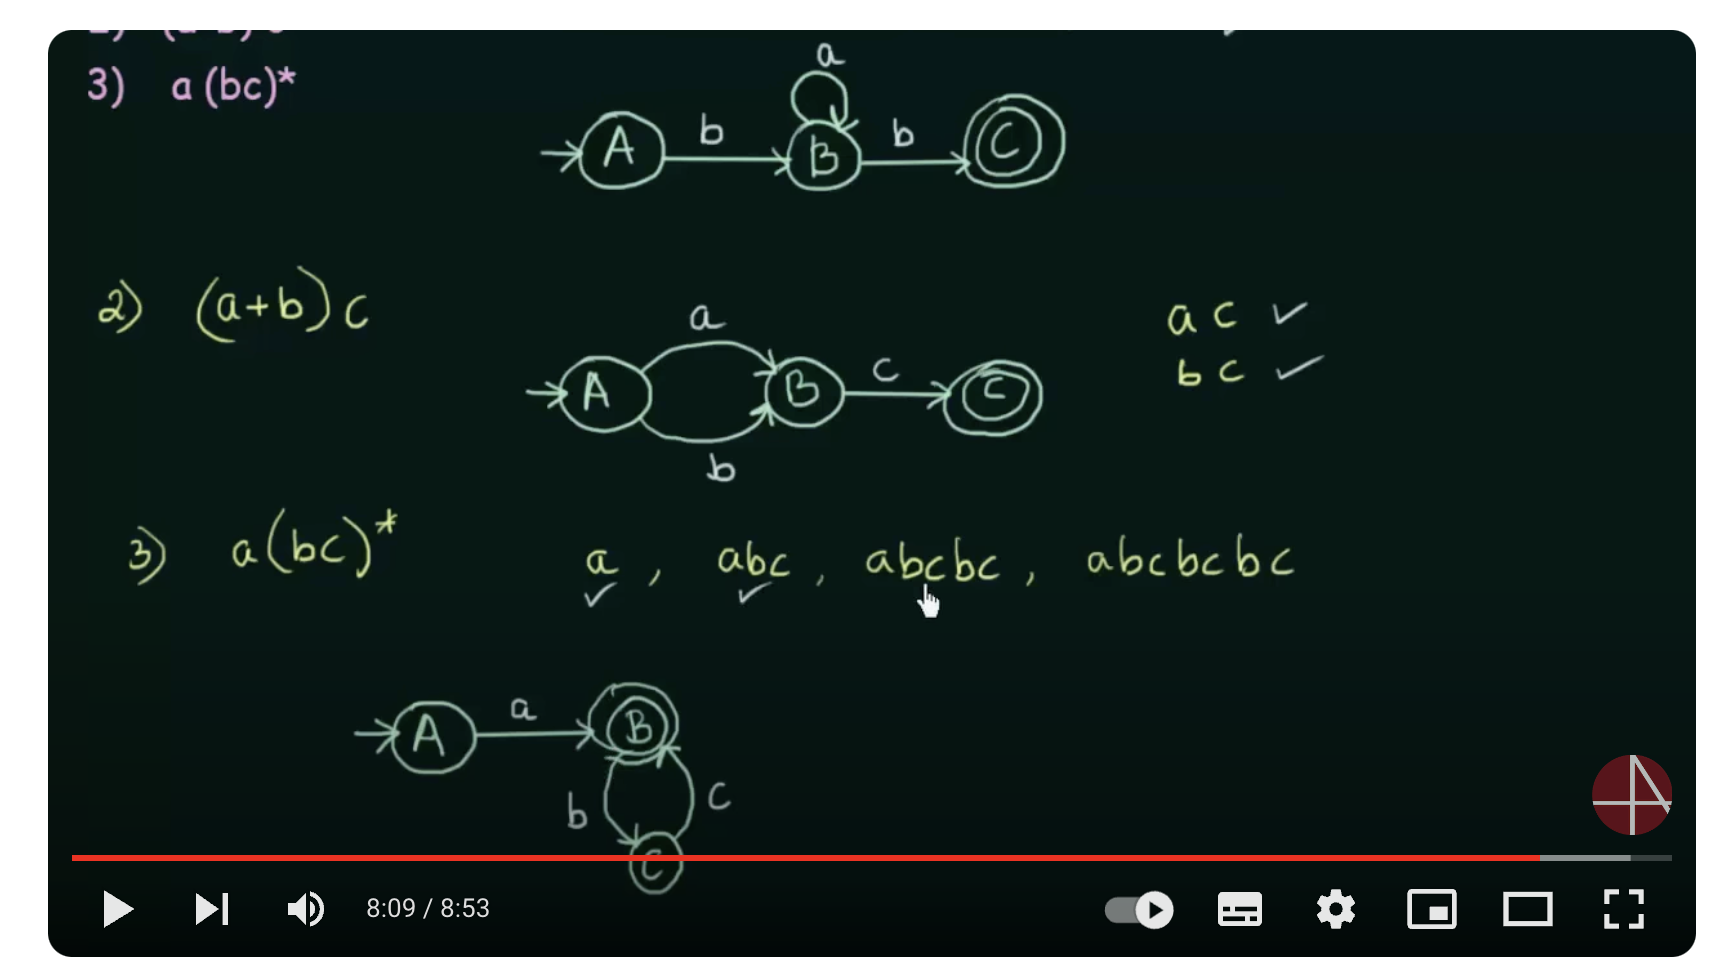 3) a (bc)*
a
A b B b C
2) (a+b) c
a
A B c C
b
a c ✓
b c ✓
3) a(bc)* a , abc , abcbc , abcbcbc
✓ ✓
A a B
b c
C
8:09 / 8:53